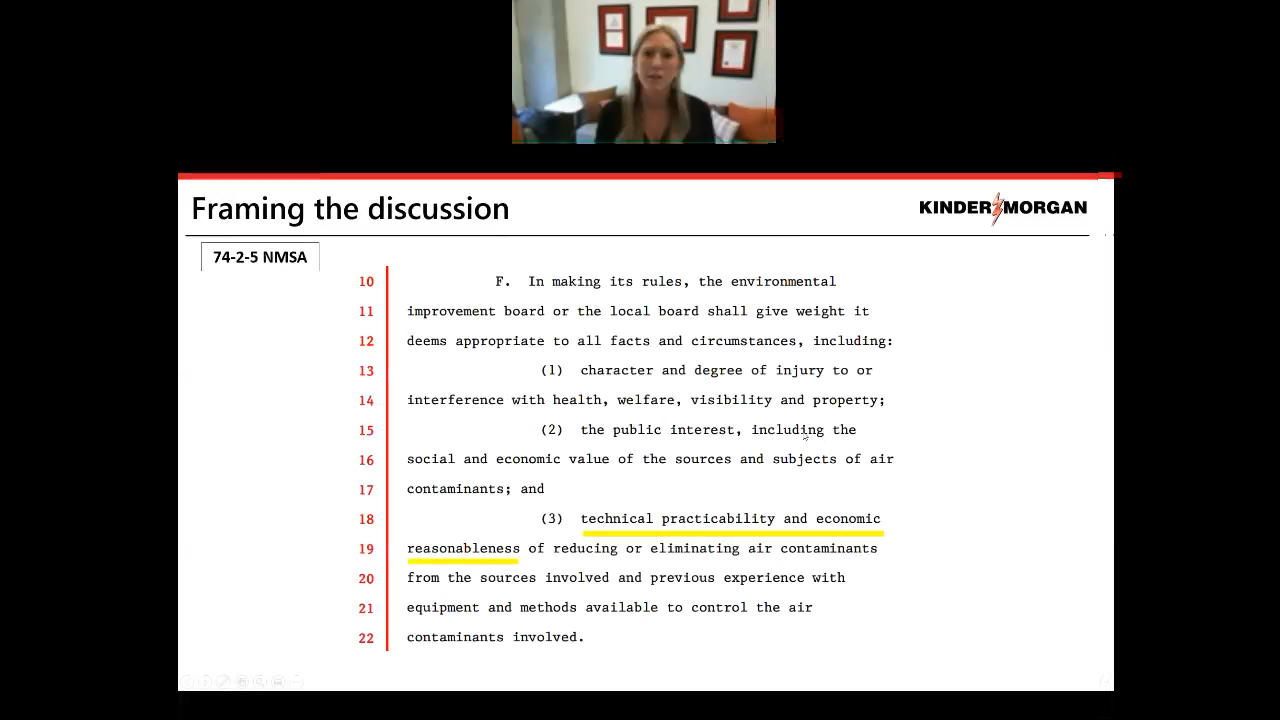 Framing the discussion
KINDER MORGAN
74-2-5 NMSA
10 F. In making its rules, the environmental
11 improvement board or the local board shall give weight it
12 deems appropriate to all facts and circumstances, including:
13 (1) character and degree of injury to or
14 interference with health, welfare, visibility and property;
15 (2) the public interest, including the
16 social and economic value of the sources and subjects of air
17 contaminants; and
18 (3) technical practicability and economic
19 reasonableness of reducing or eliminating air contaminants
20 from the sources involved and previous experience with
21 equipment and methods available to control the air
22 contaminants involved.